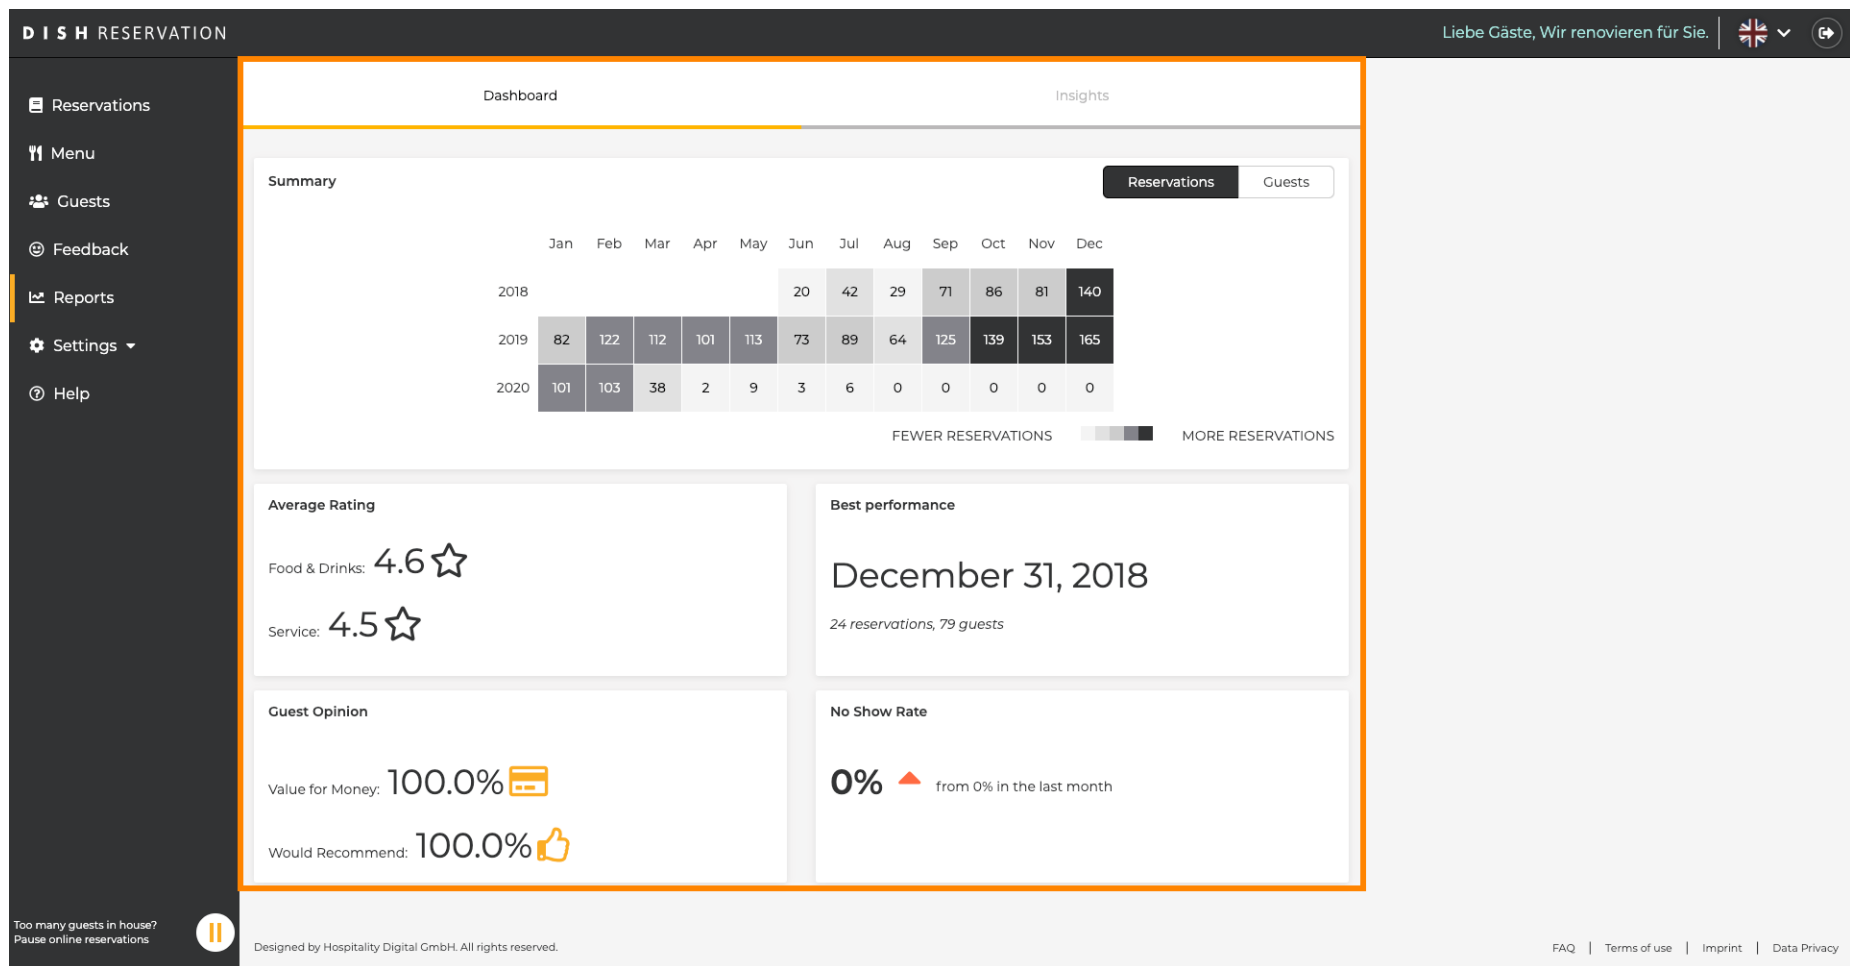 DISH RESERVATION
Liebe Gäste, Wir renovieren für Sie.
Reservations
Menu
Guests
Feedback
Reports
Settings
Help
Dashboard
Insights
Summary
Reservations
Guests
Jan Feb Mar Apr May Jun Jul Aug Sep Oct Nov Dec
2018 20 42 29 71 86 81 140
2019 82 122 112 101 113 73 89 64 125 139 153 165
2020 101 103 38 2 9 3 6 0 0 0 0 0
FEWER RESERVATIONS MORE RESERVATIONS
Average Rating
Food & Drinks: 4.6
Service: 4.5
Best performance
December 31, 2018
24 reservations, 79 guests
Guest Opinion
Value for Money: 100.0%
Would Recommend: 100.0%
No Show Rate
0% from 0% in the last month
Too many guests in house?
Pause online reservations
Designed by Hospitality Digital GmbH. All rights reserved.
FAQ | Terms of use | Imprint | Data Privacy